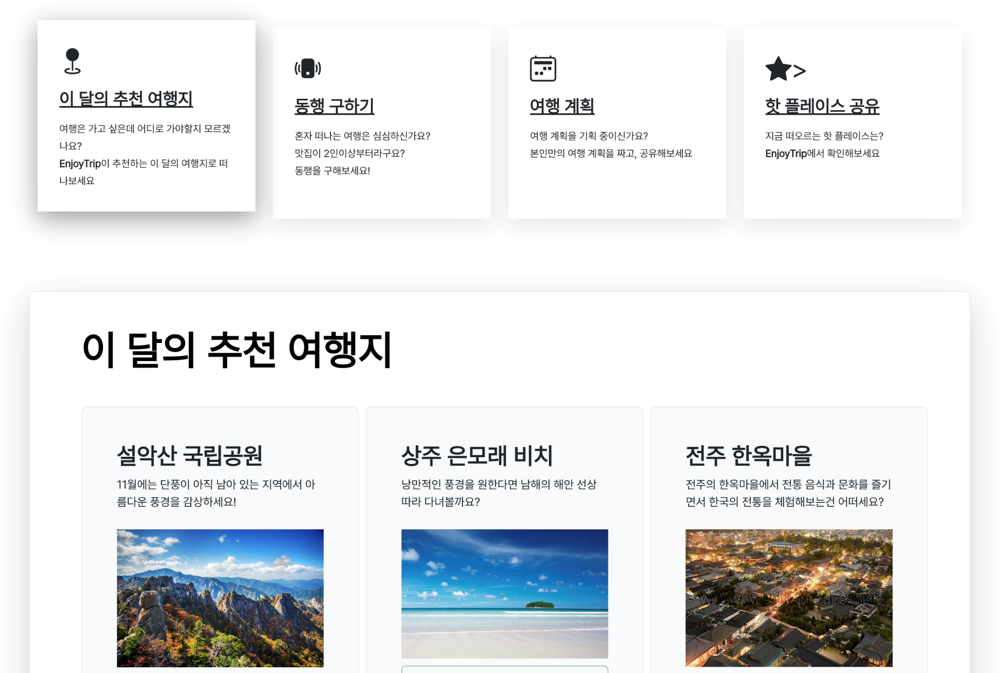 이 달의 추천 여행지
여행은 가고 싶은데 어디로 가야할지 모르겠
나요?
EnjoyTrip이 추천하는 이 달의 여행지로 떠
나보세요
동행 구하기
혼자 떠나는 여행은 심심하신가요?
맛집이 2인이상부터라구요?
동행을 구해보세요!
여행 계획
여행 계획을 기획 중이신가요?
본인만의 여행 계획을 짜고, 공유해보세요
>
핫 플레이스 공유
지금 떠오르는 핫 플레이스는?
EnjoyTrip에서 확인해보세요
이 달의 추천 여행지
설악산 국립공원
11월에는 단풍이 아직 남아 있는 지역에서 아
름다운 풍경을 감상하세요!
상주 은모래 비치
낭만적인 풍경을 원한다면 남해의 해안 선상
따라 다녀볼까요?
전주 한옥마을
전주의 한옥마을에서 전통 음식과 문화를 즐기
면서 한국의 전통을 체험해보는건 어떠세요?